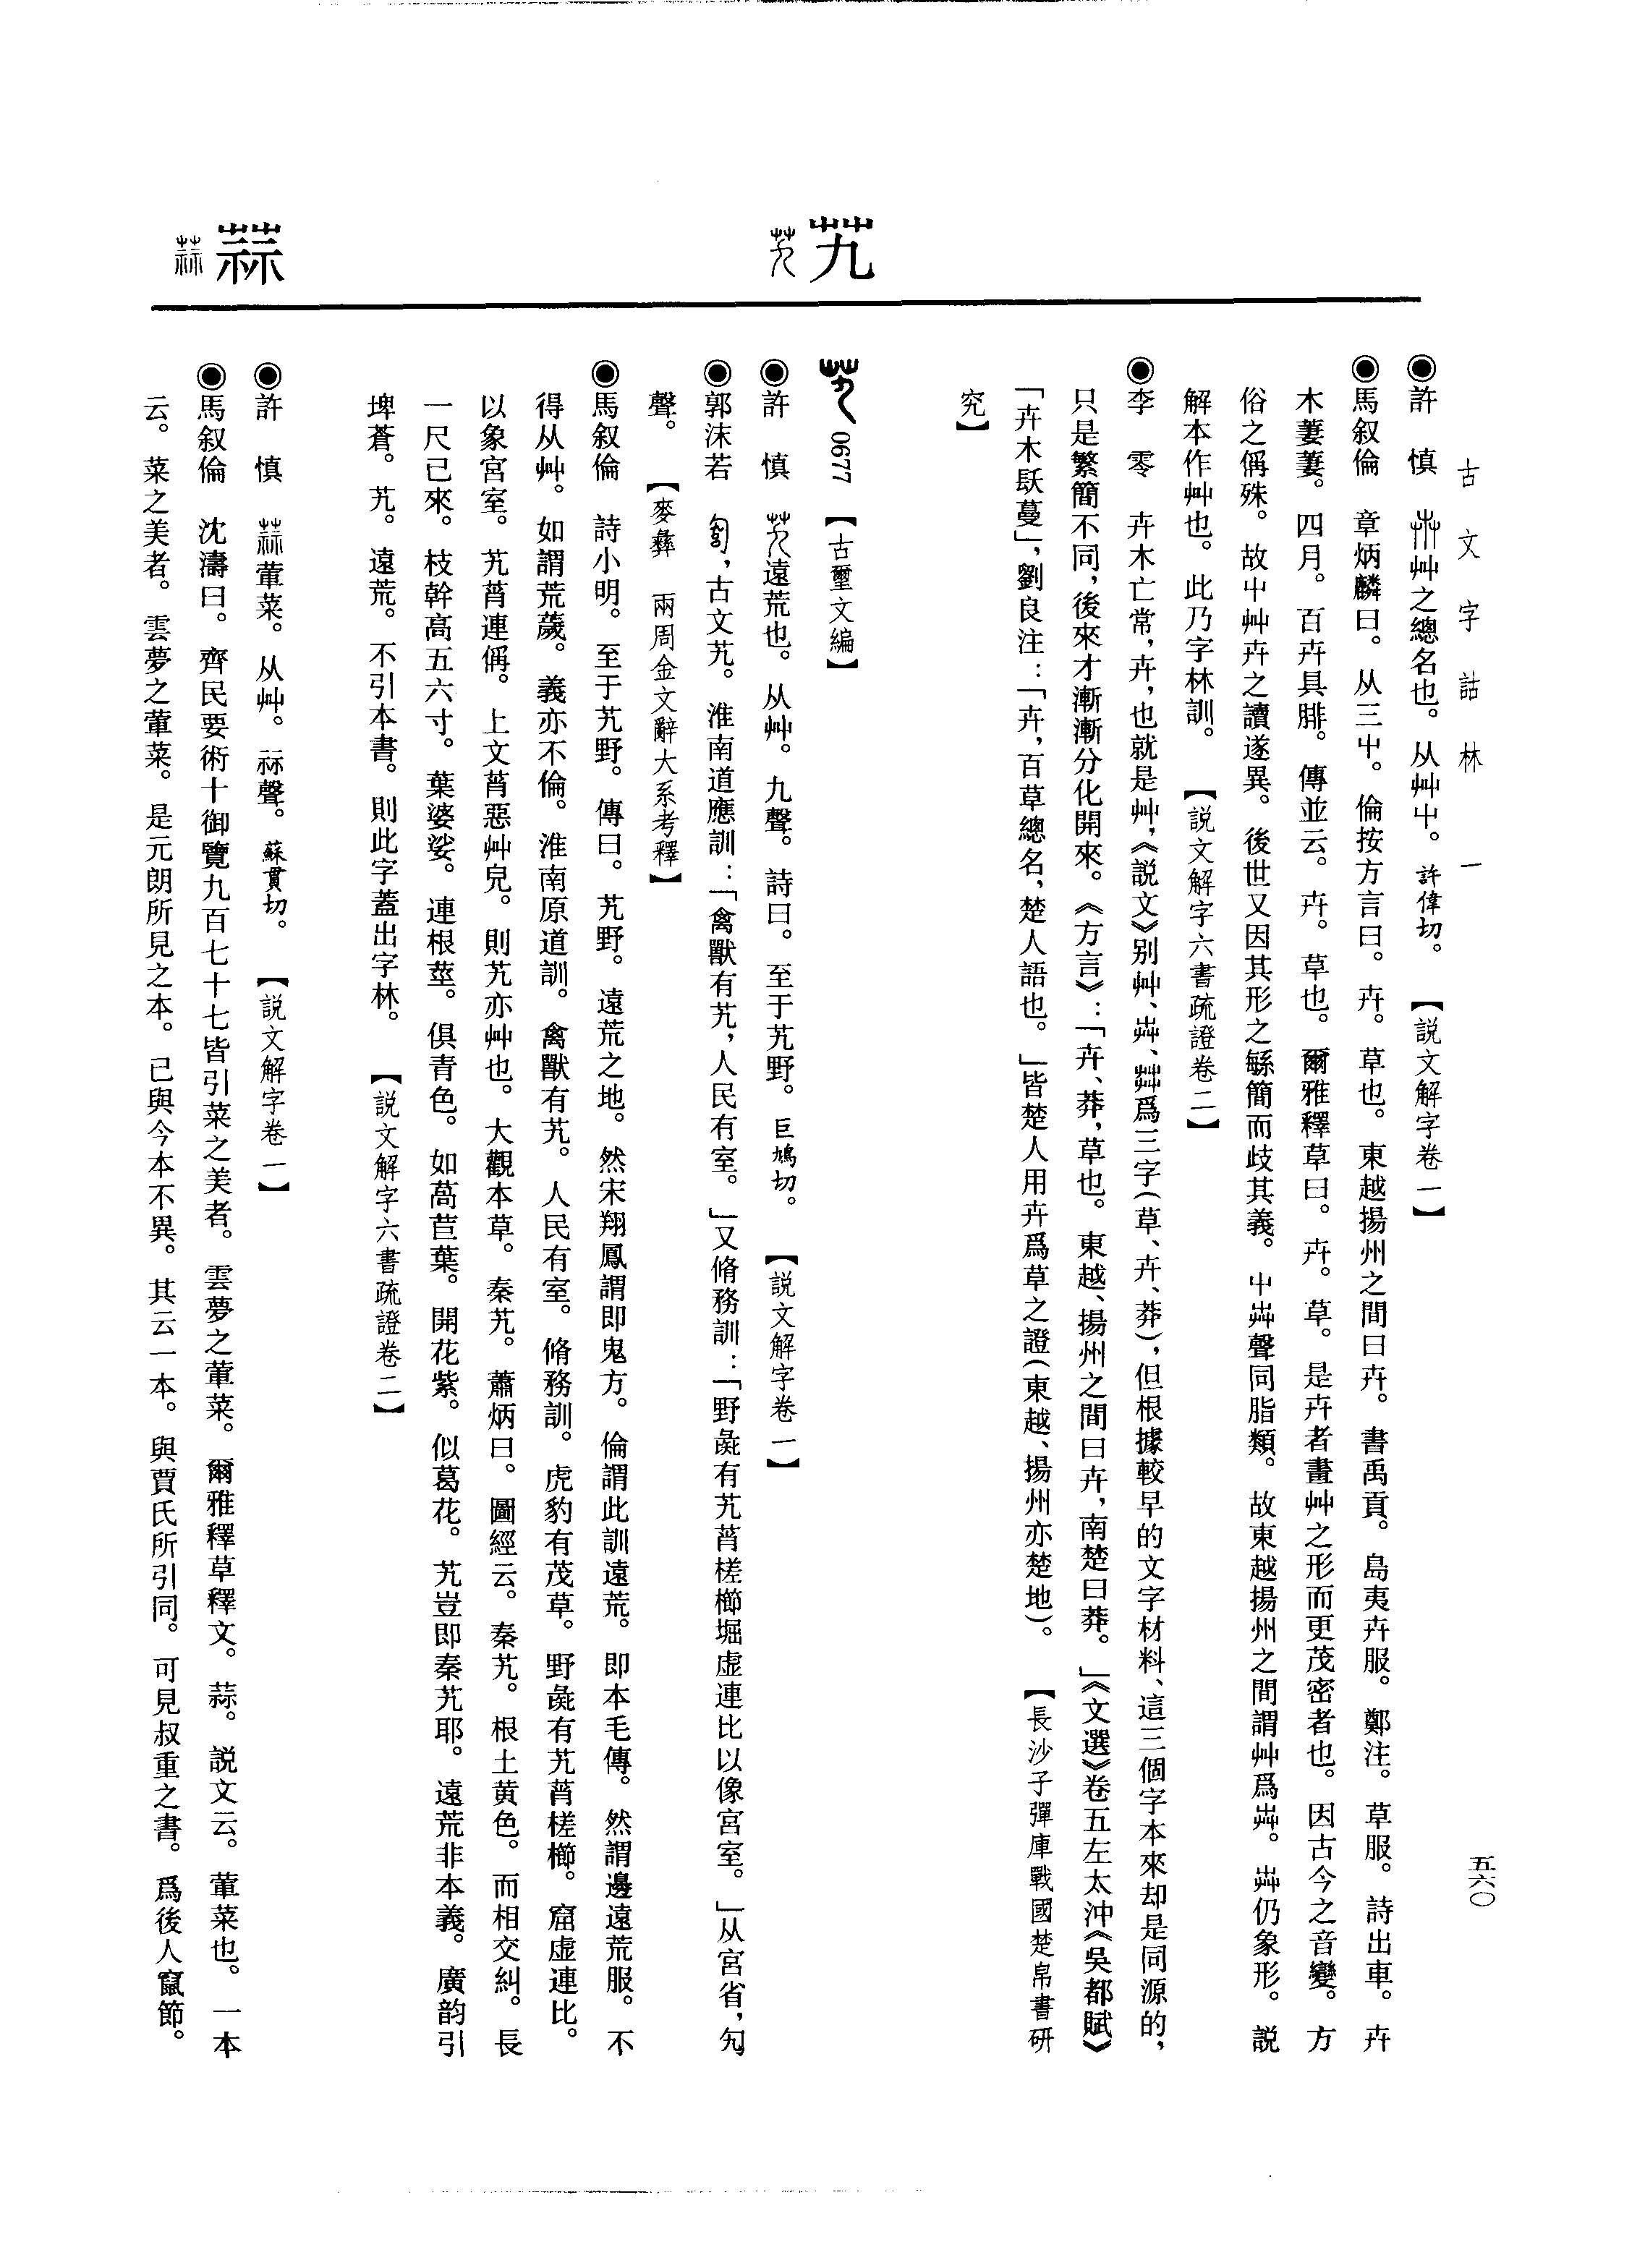 古文字詁林 一
五六〇
艽
蒜
◉許 慎 艸之總名也。从艸屮。許偉切。【説文解字卷一】
◉馬叙倫 章炳麟曰。从三屮。倫按方言曰。卉。草也。東越揚州之間曰卉。書禹貢。島夷卉服。鄭注。草服。詩出車。卉
木萋萋。四月。百卉具腓。傳並云。卉。草也。爾雅釋草曰。卉。草。是卉者畫艸之形而更茂密者也。因古今之音變。方
俗之偁殊。故屮艸卉之讀遂異。後世又因其形之緐簡而歧其義。屮芔聲同脂類。故東越揚州之間謂艸爲芔。芔仍象形。説
解本作艸也。此乃字林訓。【説文解字六書疏證卷二】
◉李 零 卉木亡常,卉,也就是艸,《説文》别艸、芔、茻爲三字(草、卉、莽),但根據較早的文字材料、這三個字本來却是同源的,
只是繁簡不同,後來才漸漸分化開來。《方言》:「卉、莽,草也。東越、揚州之間曰卉,南楚曰莽。」《文選》卷五左太沖《吳都賦》
「卉木镺蔓」,劉良注:「卉,百草總名,楚人語也。」皆楚人用卉爲草之證(東越、揚州亦楚地)。【長沙子彈庫戰國楚帛書研
究】
0677 【古璽文編】
◉許 慎 遠荒也。从艸。九聲。詩曰。至于艽野。巨鳩切。【説文解字卷一】
◉郭沫若 ,古文艽。淮南道應訓:「禽獸有艽,人民有室。」又脩務訓:「野彘有艽莦槎櫛堀虚連比以像宫室。」从宫省,勼
聲。【麥彝 兩周金文辭大系考釋】
◉馬叙倫 詩小明。至于艽野。傳曰。艽野。遠荒之地。然宋翔鳳謂即鬼方。倫謂此訓遠荒。即本毛傳。然謂邊遠荒服。不
得从艸。如謂荒薉。義亦不倫。淮南原道訓。禽獸有艽。人民有室。脩務訓。虎豹有茂草。野彘有艽莦槎櫛。窟虚連比。
以象宫室。艽莦連偁。上文莦惡艸皃。則艽亦艸也。大觀本草。秦艽。蕭炳曰。圖經云。秦艽。根土黄色。而相交糾。長
一尺已來。枝幹高五六寸。葉婆娑。連根莖。俱青色。如萵苣葉。開花紫。似葛花。艽豈即秦艽耶。遠荒非本義。廣韵引
埤蒼。艽。遠荒。不引本書。則此字蓋出字林。【説文解字六書疏證卷二】
◉許 慎 葷菜。从艸。祘聲。蘇貫切。【説文解字卷一】
◉馬叙倫 沈濤曰。齊民要術十御覽九百七十七皆引菜之美者。雲夢之葷菜。爾雅釋草釋文。蒜。説文云。葷菜也。一本
云。菜之美者。雲夢之葷菜。是元朗所見之本。已與今本不異。其云一本。與賈氏所引同。可見叔重之書。爲後人竄節。